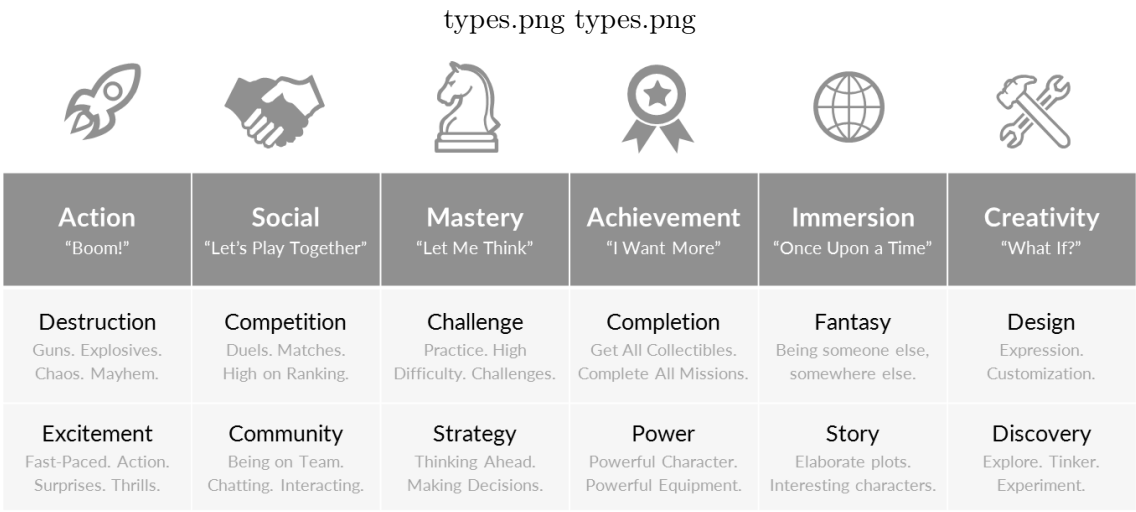 types.png types.png
Action
“Boom!”
Social
“Let’s Play Together”
Mastery
“Let Me Think”
Achievement
“I Want More”
Immersion
“Once Upon a Time”
Creativity
“What If?”
Destruction
Guns. Explosives.
Chaos. Mayhem.
Competition
Duels. Matches.
High on Ranking.
Challenge
Practice. High
Difficulty. Challenges.
Completion
Get All Collectibles.
Complete All Missions.
Fantasy
Being someone else,
somewhere else.
Design
Expression.
Customization.
Excitement
Fast-Paced. Action.
Surprises. Thrills.
Community
Being on Team.
Chatting. Interacting.
Strategy
Thinking Ahead.
Making Decisions.
Power
Powerful Character.
Powerful Equipment.
Story
Elaborate plots.
Interesting characters.
Discovery
Explore. Tinker.
Experiment.